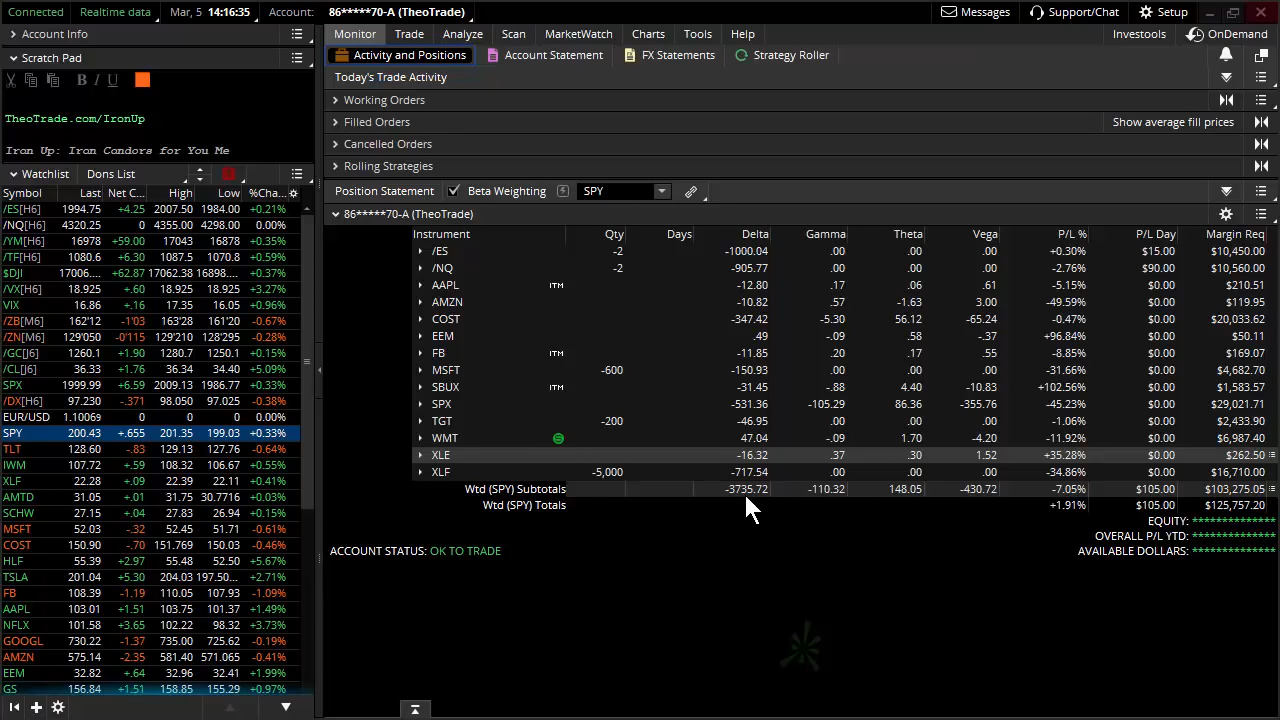 Connected Realtime data Mar, 5 14:16:35 Account: 86*****70-A (TheoTrade) Messages Support/Chat Setup
Account Info
Monitor Trade Analyze Scan MarketWatch Charts Tools Help Investools OnDemand
Scratch Pad
Activity and Positions Account Statement FX Statements Strategy Roller
B I U
Today's Trade Activity
Working Orders
TheoTrade.com/IronUp
Filled Orders Show average fill prices
Cancelled Orders
Iron Up: Iron Condors for You Me
Rolling Strategies
Watchlist Dons List
Position Statement Beta Weighting SPY
86*****70-A (TheoTrade)
Symbol Last Net C... High Low %Cha...
/ES[H6] 1994.75 +4.25 2007.50 1984.00 +0.21%
/NQ[H6] 4320.25 0 4355.00 4298.00 0.00%
/YM[H6] 16978 +59.00 17043 16878 +0.35%
/TF[H6] 1080.6 +6.30 1087.5 1070.8 +0.59%
$DJI 17006.... +62.87 17062.38 16898.... +0.37%
/VX[H6] 18.925 +.60 18.925 18.925 +3.27%
VIX 16.86 +.16 17.35 16.05 +0.96%
/ZB[M6] 162'12 -1'03 163'28 161'20 -0.67%
/ZN[M6] 129'050 -0'115 129'210 128'295 -0.28%
/GC[J6] 1260.1 +1.90 1280.7 1250.1 +0.15%
/CL[J6] 36.33 +1.76 34.34 34.40 +5.09%
SPX 1999.99 +6.59 2009.13 1986.77 +0.33%
/DX[H6] 97.230 -.371 98.050 97.025 -0.38%
EUR/USD 1.10069 0 0 0 0.00%
SPY 200.43 +.655 201.35 199.03 +0.33%
TLT 128.60 -.83 129.13 127.76 -0.64%
IWM 107.72 +.59 108.32 106.67 +0.55%
XLF 22.28 +.09 22.39 22.11 +0.41%
AMTD 31.01 +.01 31.75 30.7716 +0.03%
SCHW 27.15 +.04 27.83 26.94 +0.15%
MSFT 52.03 -.32 52.45 51.71 -0.61%
COST 150.90 -.70 151.769 150.03 -0.46%
HLF 55.39 +2.97 55.48 52.50 +5.67%
TSLA 201.04 +5.30 204.03 197.50... +2.71%
FB 108.39 -1.19 110.05 107.93 -1.09%
AAPL 103.01 +1.51 103.75 101.37 +1.49%
NFLX 101.58 +3.65 102.22 98.32 +3.73%
GOOGL 730.22 -1.37 735.00 725.62 -0.19%
AMZN 575.14 -2.35 581.40 571.065 -0.41%
EEM 32.82 +.64 32.96 32.41 +1.99%
GS 156.84 +1.51 158.85 155.29 +0.97%
Instrument Qty Days Delta Gamma Theta Vega P/L % P/L Day Margin Req
/ES -2 -1000.04 .00 .00 .00 +0.30% $15.00 $10,450.00
/NQ -2 -905.77 .00 .00 .00 -2.76% $90.00 $10,560.00
AAPL ITM -12.80 .17 .06 .61 -5.15% $0.00 $210.51
AMZN -10.82 .57 -1.63 3.00 -49.59% $0.00 $119.95
COST -347.42 -5.30 56.12 -65.24 -0.47% $0.00 $20,033.62
EEM .49 -.09 .58 -.37 +96.84% $0.00 $50.11
FB ITM -11.85 .20 .17 .55 -8.85% $0.00 $169.07
MSFT -600 -150.93 .00 .00 .00 -31.66% $0.00 $4,682.70
SBUX ITM -31.45 -.88 4.40 -10.83 +102.56% $0.00 $1,583.57
SPX -531.36 -105.29 86.36 -355.76 -45.23% $0.00 $29,021.71
TGT -200 -46.95 .00 .00 .00 -1.06% $0.00 $2,433.90
WMT S 47.04 -.09 1.70 -4.20 -11.92% $0.00 $6,987.40
XLE -16.32 .37 .30 1.52 +35.28% $0.00 $262.50
XLF -5,000 -717.54 .00 .00 .00 -34.86% $0.00 $16,710.00
Wtd (SPY) Subtotals -3735.72 -110.32 148.05 -430.72 -7.05% $105.00 $103,275.05
Wtd (SPY) Totals +1.91% $105.00 $125,757.20
EQUITY: **************
OVERALL P/L YTD: **************
ACCOUNT STATUS: OK TO TRADE AVAILABLE DOLLARS: **************